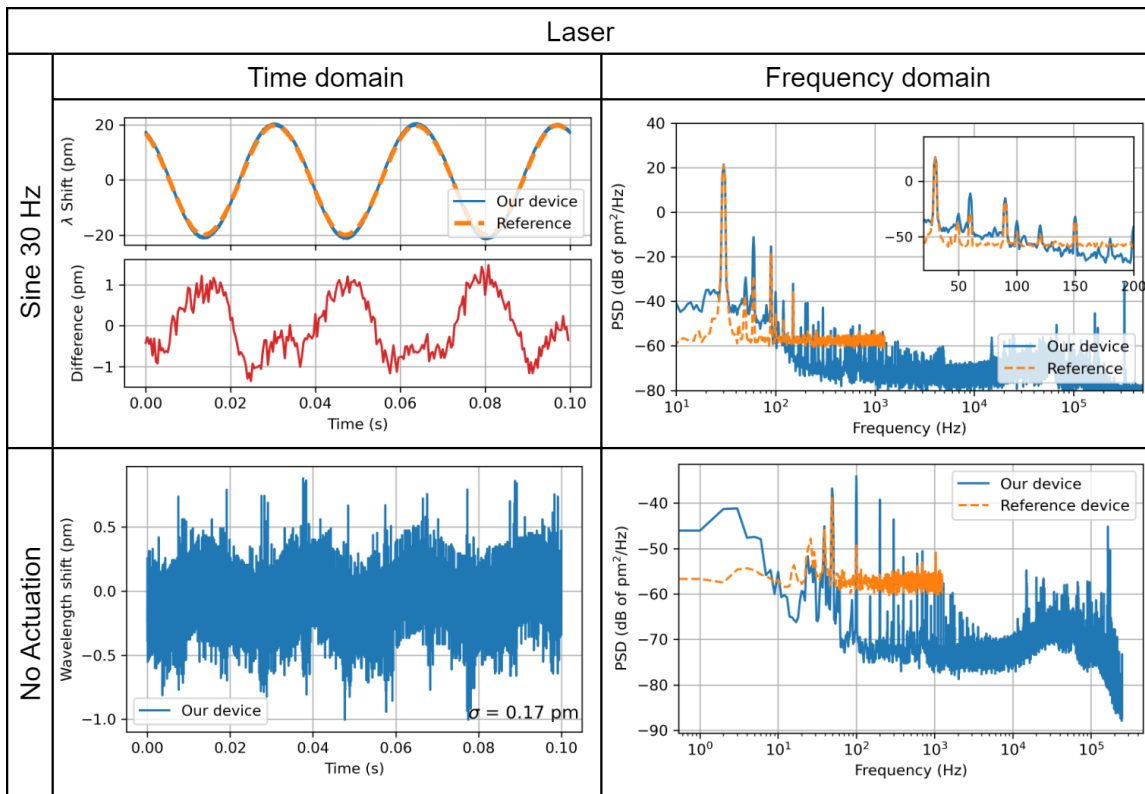 Laser
Sine 30 Hz
Time domain
Frequency domain
λ Shift (pm)
20
0
−20
Our device
Reference
Difference (pm)
1
0
−1
0.00 0.02 0.04 0.06 0.08 0.10
Time (s)
PSD (dB of pm²/Hz)
40
20
0
−20
−40
−60
−80
0
−50
50 100 150 200
Our device
Reference
10¹ 10² 10³ 10⁴ 10⁵
Frequency (Hz)
No Actuation
Wavelength shift (pm)
0.5
0.0
−0.5
−1.0
Our device
σ = 0.17 pm
0.00 0.02 0.04 0.06 0.08 0.10
Time (s)
PSD (dB of pm²/Hz)
−40
−50
−60
−70
−80
−90
Our device
Reference device
10⁰ 10¹ 10² 10³ 10⁴ 10⁵
Frequency (Hz)